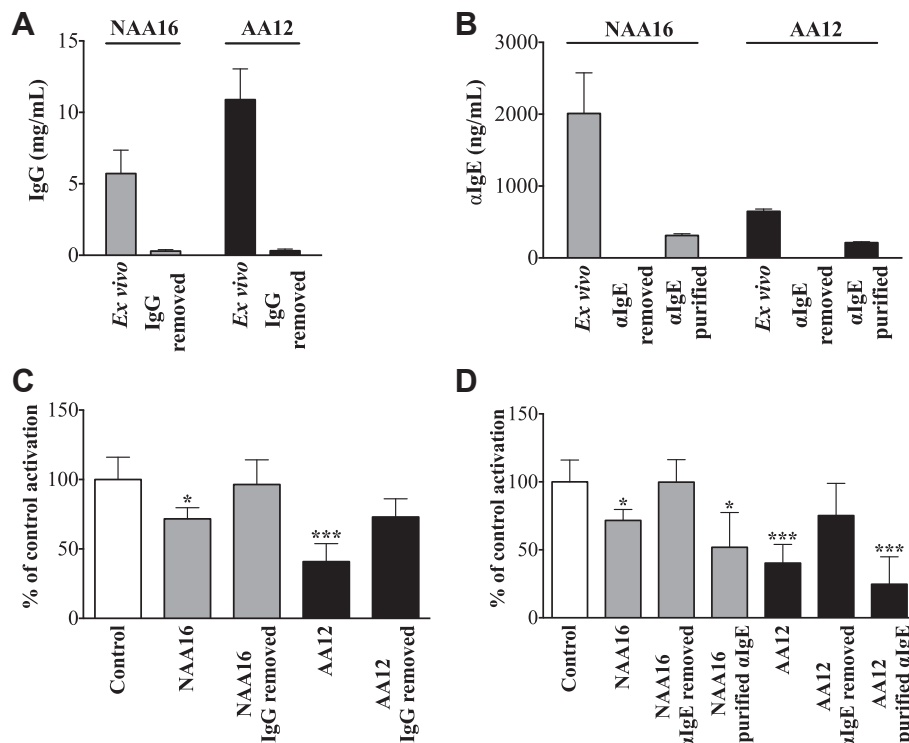 A
NAA16 AA12
15
10
5
0
IgG (mg/mL)
Ex vivo
IgG
removed
Ex vivo
IgG
removed
B
NAA16 AA12
3000
2000
1000
0
αIgE (ng/mL)
Ex vivo
αIgE
removed
αIgE
purified
Ex vivo
αIgE
removed
αIgE
purified
C
150
100
50
0
% of control activation
*
***
Control
NAA16
NAA16
IgG removed
AA12
AA12
IgG removed
D
150
100
50
0
% of control activation
*
*
***
***
Control
NAA16
NAA16
αIgE removed
NAA16
purified αIgE
AA12
AA12
αIgE removed
AA12
purified αIgE